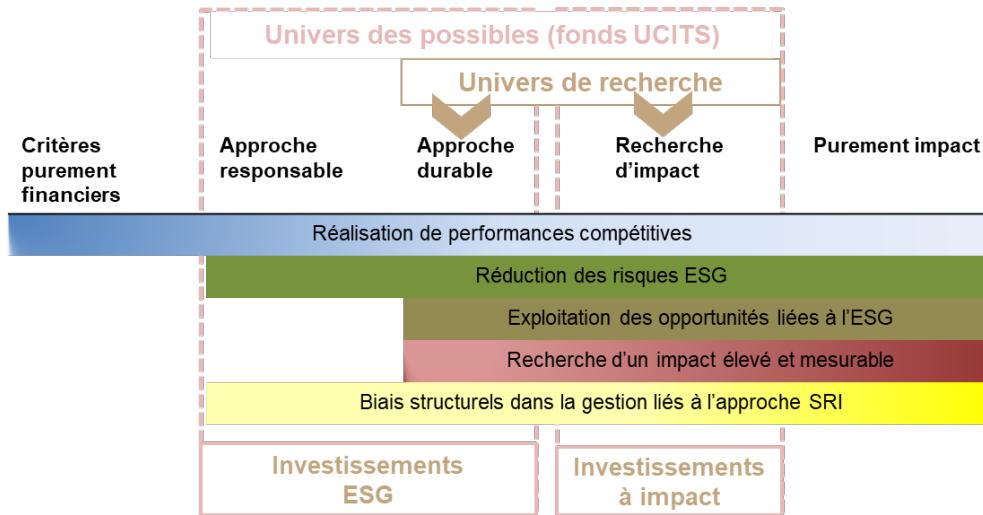 Univers des possibles (fonds UCITS)
Univers de recherche
Critères
purement
financiers
Approche
responsable
Approche
durable
Recherche
d'impact
Purement impact
Réalisation de performances compétitives
Réduction des risques ESG
Exploitation des opportunités liées à l'ESG
Recherche d'un impact élevé et mesurable
Biais structurels dans la gestion liés à l'approche SRI
Investissements
ESG
Investissements
à impact